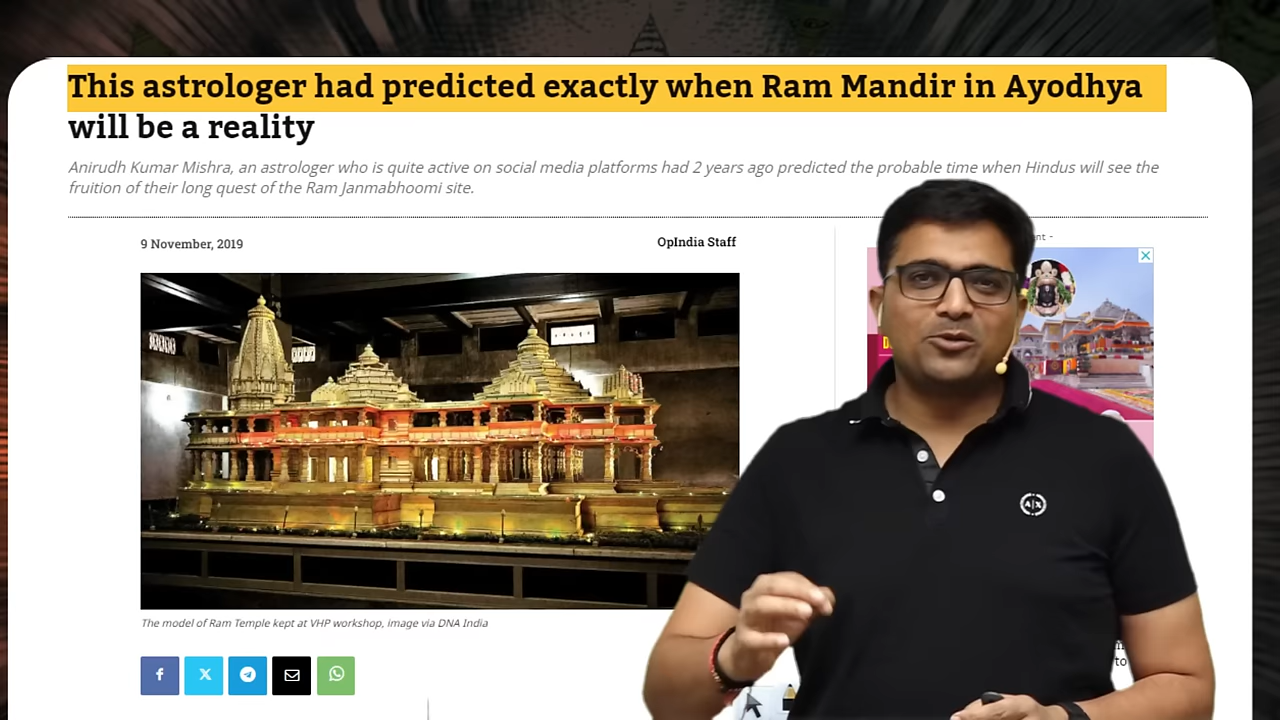 This astrologer had predicted exactly when Ram Mandir in Ayodhya
will be a reality
Anirudh Kumar Mishra, an astrologer who is quite active on social media platforms had 2 years ago predicted the probable time when Hindus will see the
fruition of their long quest of the Ram Janmabhoomi site.
9 November, 2019
OpIndia Staff
The model of Ram Temple kept at VHP workshop, image via DNA India
A|X
to